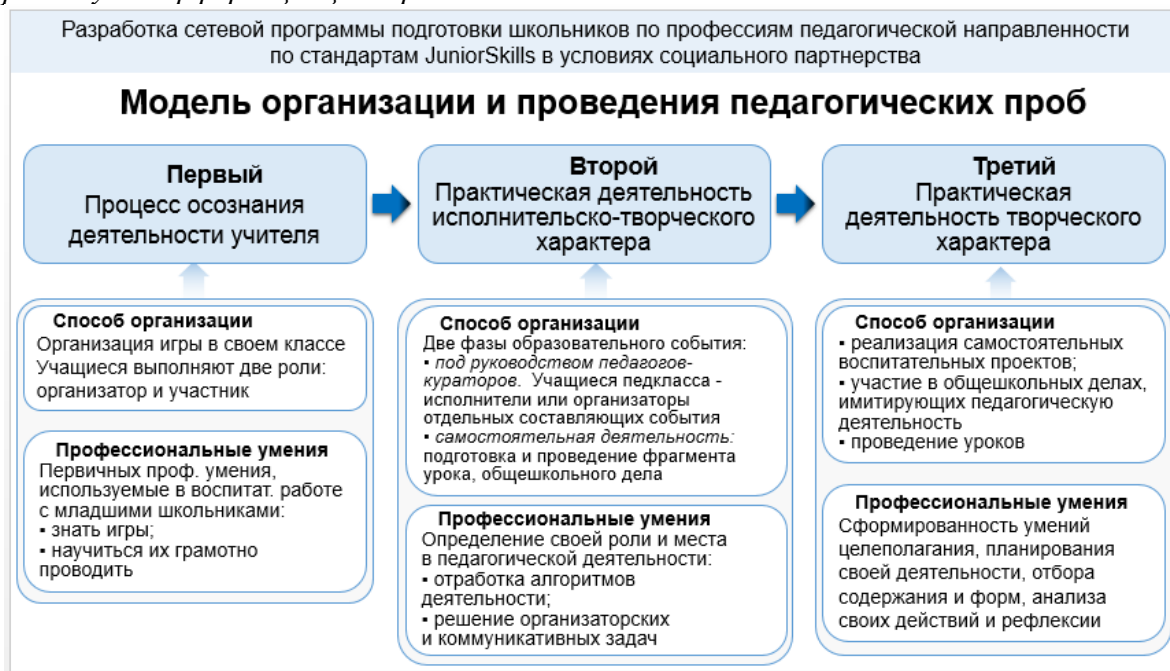 Разработка сетевой программы подготовки школьников по профессиям педагогической направленности
по стандартам JuniorSkills в условиях социального партнерства
Модель организации и проведения педагогических проб
Первый
Процесс осознания
деятельности учителя
Второй
Практическая деятельность
исполнительско-творческого
характера
Третий
Практическая
деятельность творческого
характера
Способ организации
Организация игры в своем классе
Учащиеся выполняют две роли:
организатор и участник
Профессиональные умения
Первичных проф. умения,
используемые в воспитат. работе
с младшими школьниками:
▪ знать игры;
▪ научиться их грамотно
проводить
Способ организации
Две фазы образовательного события:
▪ под руководством педагогов-
кураторов. Учащиеся педкласса -
исполнители или организаторы
отдельных составляющих события
▪ самостоятельная деятельность:
подготовка и проведение фрагмента
урока, общешкольного дела
Профессиональные умения
Определение своей роли и места
в педагогической деятельности:
▪ отработка алгоритмов
деятельности;
▪ решение организаторских
и коммуникативных задач
Способ организации
▪ реализация самостоятельных
воспитательных проектов;
▪ участие в общешкольных делах,
имитирующих педагогическую
деятельность
▪ проведение уроков
Профессиональные умения
Сформированность умений
целеполагания, планирования
своей деятельности, отбора
содержания и форм, анализа
своих действий и рефлексии